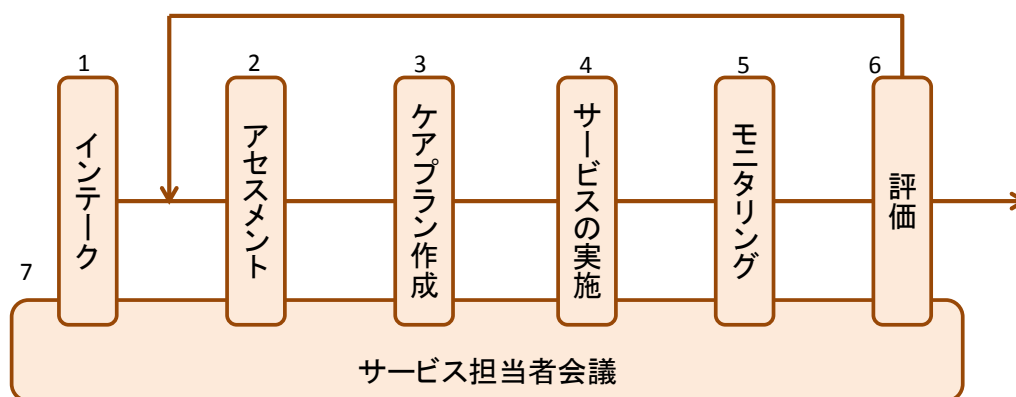 1
インテーク
2
アセスメント
3
ケアプラン作成
4
サービスの実施
5
モニタリング
6
評価
7
サービス担当者会議